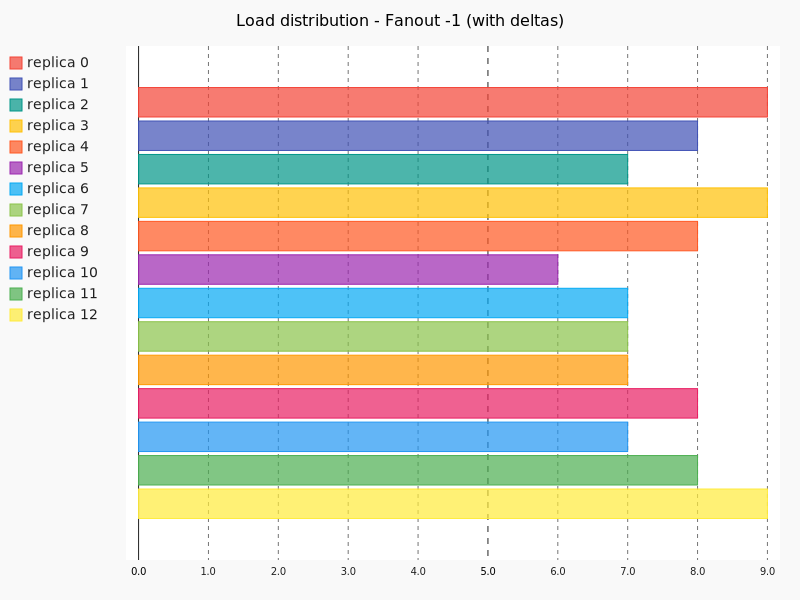 Load distribution - Fanout -1 (with deltas)
replica 0
replica 1
replica 2
replica 3
replica 4
replica 5
replica 6
replica 7
replica 8
replica 9
replica 10
replica 11
replica 12
0.0 1.0 2.0 3.0 4.0 5.0 6.0 7.0 8.0 9.0